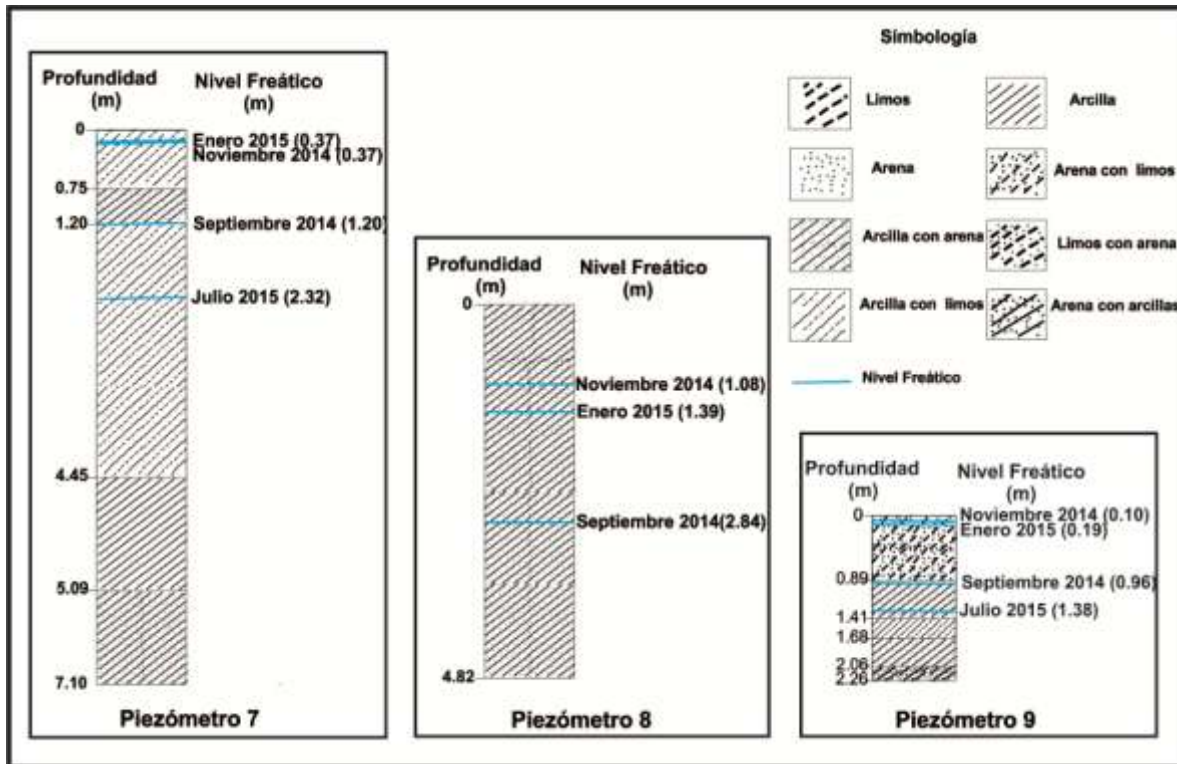 Profundidad
(m)
Nivel Freático
(m)
0
Enero 2015 (0.37)
Noviembre 2014 (0.37)
0.75
1.20
Septiembre 2014 (1.20)
Julio 2015 (2.32)
4.45
5.09
7.10
Piezómetro 7
Profundidad
(m)
Nivel Freático
(m)
0
Noviembre 2014 (1.08)
Enero 2015 (1.39)
Septiembre 2014(2.84)
4.82
Piezómetro 8
Símbología
Limos
Arcilla
Arena
Arena con limos
Arcilla con arena
Limos con arena
Arcilla con limos
Arena con arcillas
Nivel Freático
Profundidad
(m)
Nivel Freático
(m)
0
Noviembre 2014 (0.10)
Enero 2015 (0.19)
0.89
Septiembre 2014 (0.96)
Julio 2015 (1.38)
1.41
1.68
2.06
2.26
Piezómetro 9